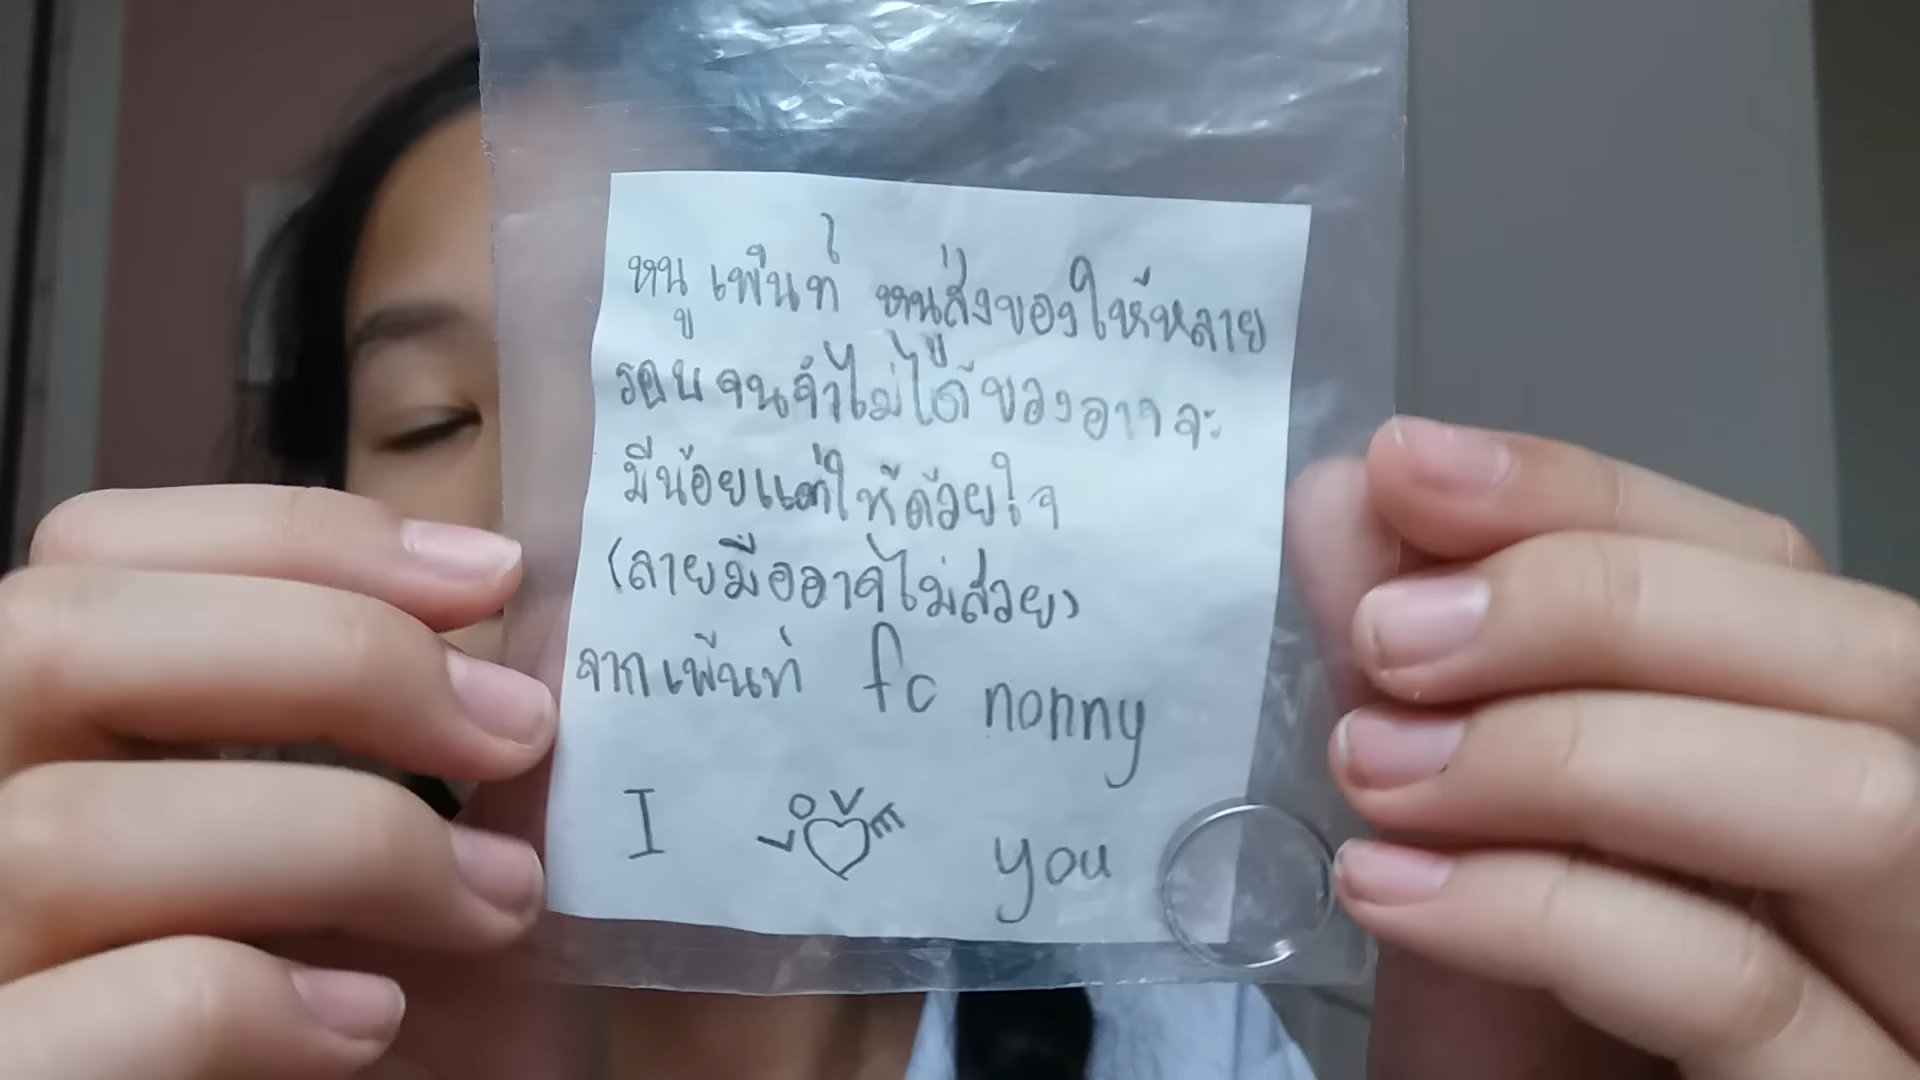 หนู เพ้นท์ หนูส่งของให้หลาย
รอบจนจำไม่ได้ของอาจจะ
มีน้อยแต่ให้ด้วยใจ
(ลายมืออาจไม่สวย)
จากเพ้นท์ fc nonny
I you